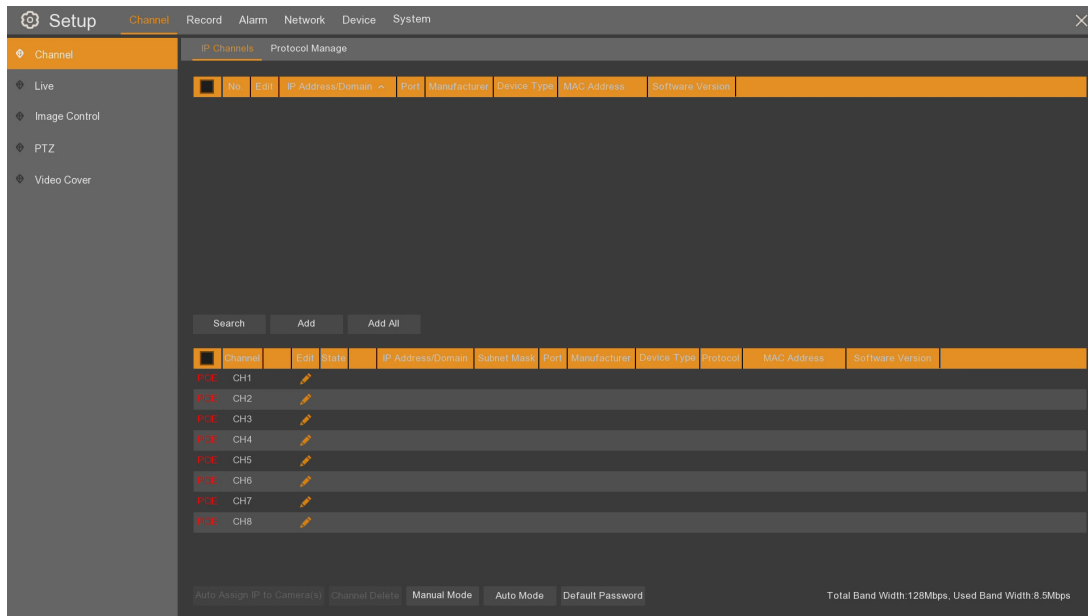 Setup Channel Record Alarm Network Device System
Channel
IP Channels Protocol Manage
Live
No. Edit IP Address/Domain Port Manufacturer Device Type MAC Address Software Version
Image Control
PTZ
Video Cover
Search Add Add All
Channel Edit State IP Address/Domain Subnet Mask Port Manufacturer Device Type Protocol MAC Address Software Version
POE CH1
POE CH2
POE CH3
POE CH4
POE CH5
POE CH6
POE CH7
POE CH8
Auto Assign IP to Camera(s) Channel Delete Manual Mode Auto Mode Default Password Total Band Width:128Mbps, Used Band Width:8.5Mbps